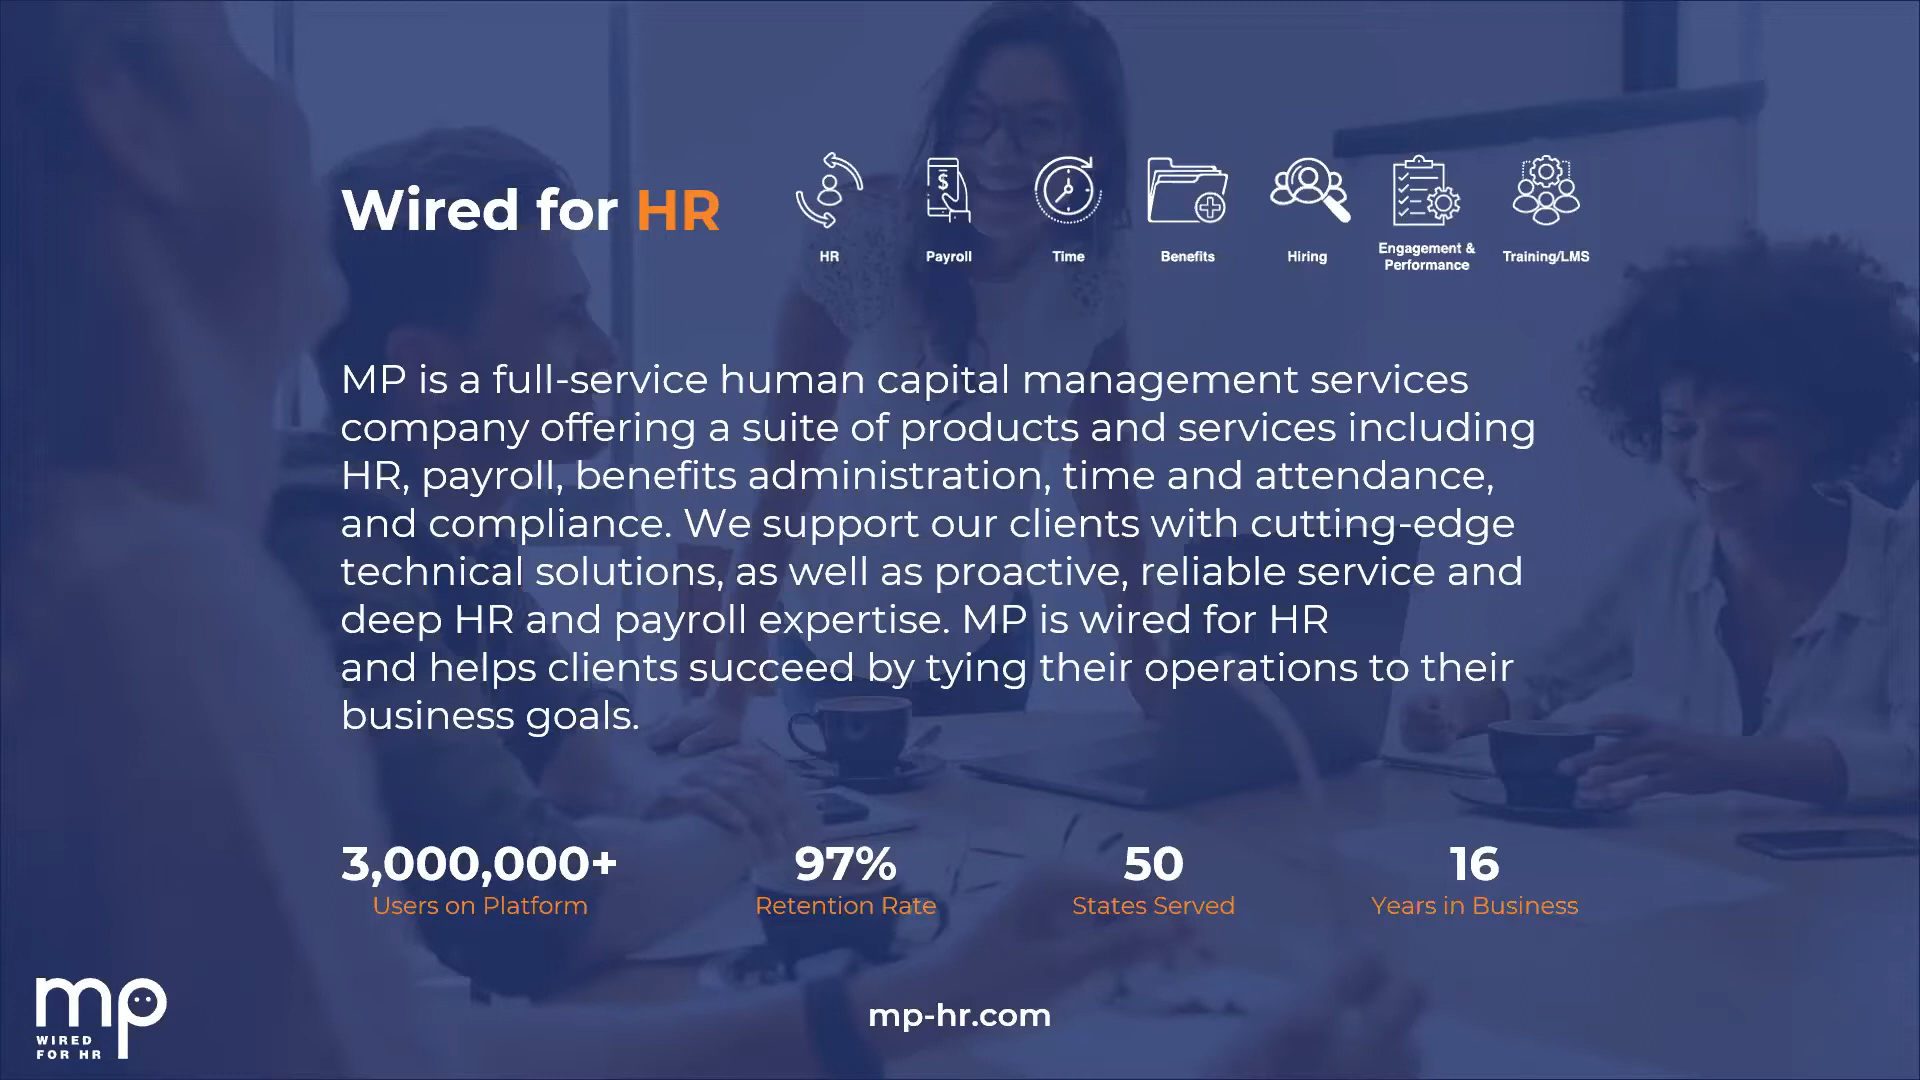 Wired for HR
HR
Payroll
Time
Benefits
Hiring
Engagement &
Performance
Training/LMS
MP is a full-service human capital management services
company offering a suite of products and services including
HR, payroll, benefits administration, time and attendance,
and compliance. We support our clients with cutting-edge
technical solutions, as well as proactive, reliable service and
deep HR and payroll expertise. MP is wired for HR
and helps clients succeed by tying their operations to their
business goals.
3,000,000+
Users on Platform
97%
Retention Rate
50
States Served
16
Years in Business
mp
WIRED
FOR HR
mp-hr.com